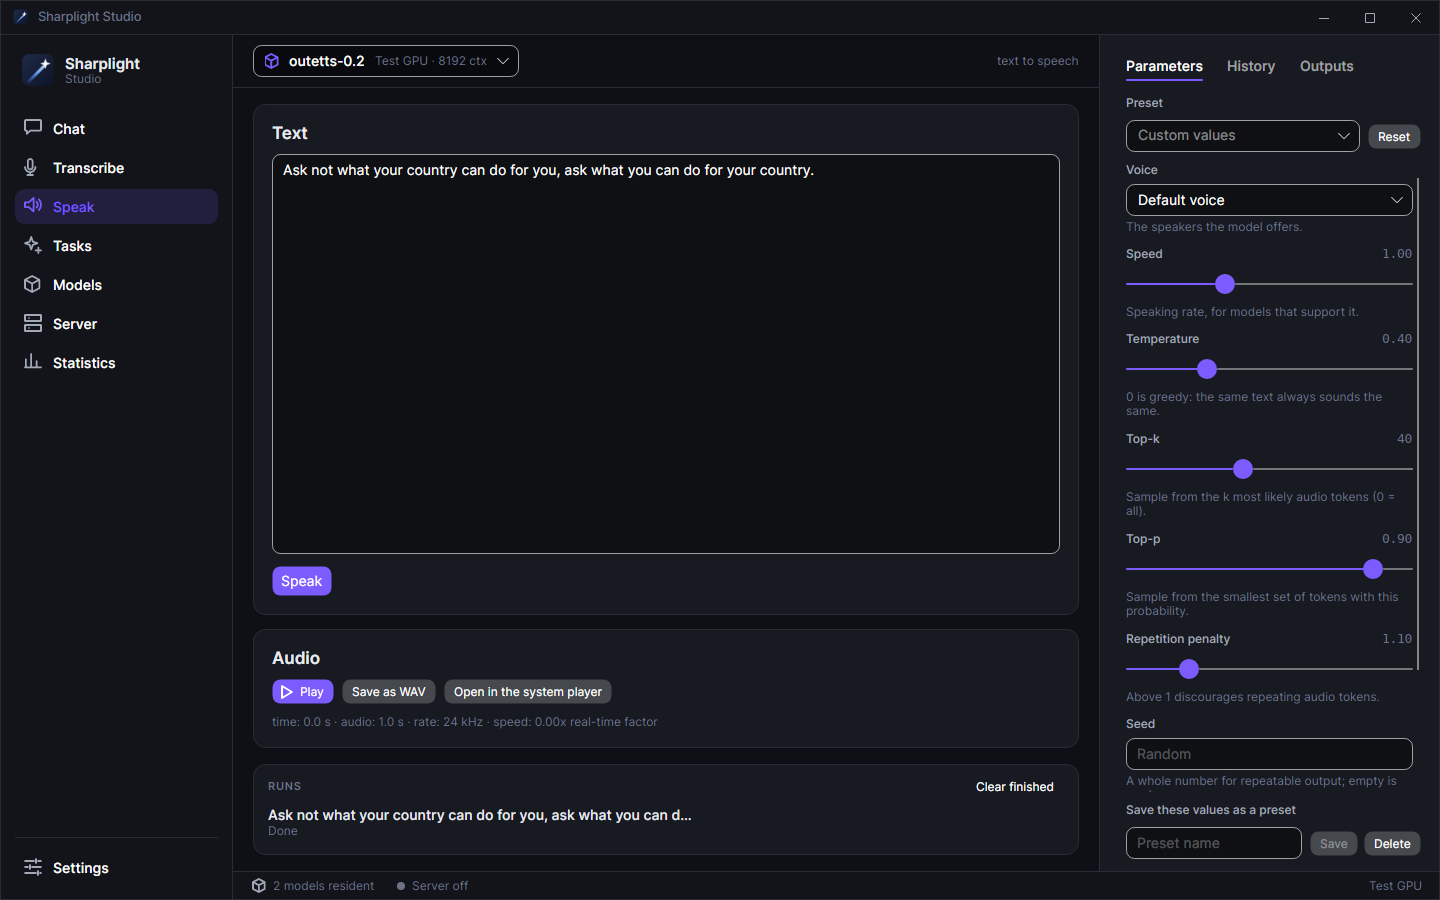 Sharplight Studio
Sharplight
Studio
Chat
Transcribe
Speak
Tasks
Models
Server
Statistics
Settings
outetts-0.2 Test GPU · 8192 ctx
text to speech
Text
Ask not what your country can do for you, ask what you can do for your country.
Speak
Audio
Play Save as WAV Open in the system player
time: 0.0 s · audio: 1.0 s · rate: 24 kHz · speed: 0.00x real-time factor
RUNS Clear finished
Ask not what your country can do for you, ask what you can d...
Done
Parameters History Outputs
Preset
Custom values Reset
Voice
Default voice
The speakers the model offers.
Speed 1.00
Speaking rate, for models that support it.
Temperature 0.40
0 is greedy: the same text always sounds the
same.
Top-k 40
Sample from the k most likely audio tokens (0 =
all).
Top-p 0.90
Sample from the smallest set of tokens with this
probability.
Repetition penalty 1.10
Above 1 discourages repeating audio tokens.
Seed
Random
A whole number for repeatable output; empty is
Save these values as a preset
Preset name Save Delete
2 models resident Server off Test GPU